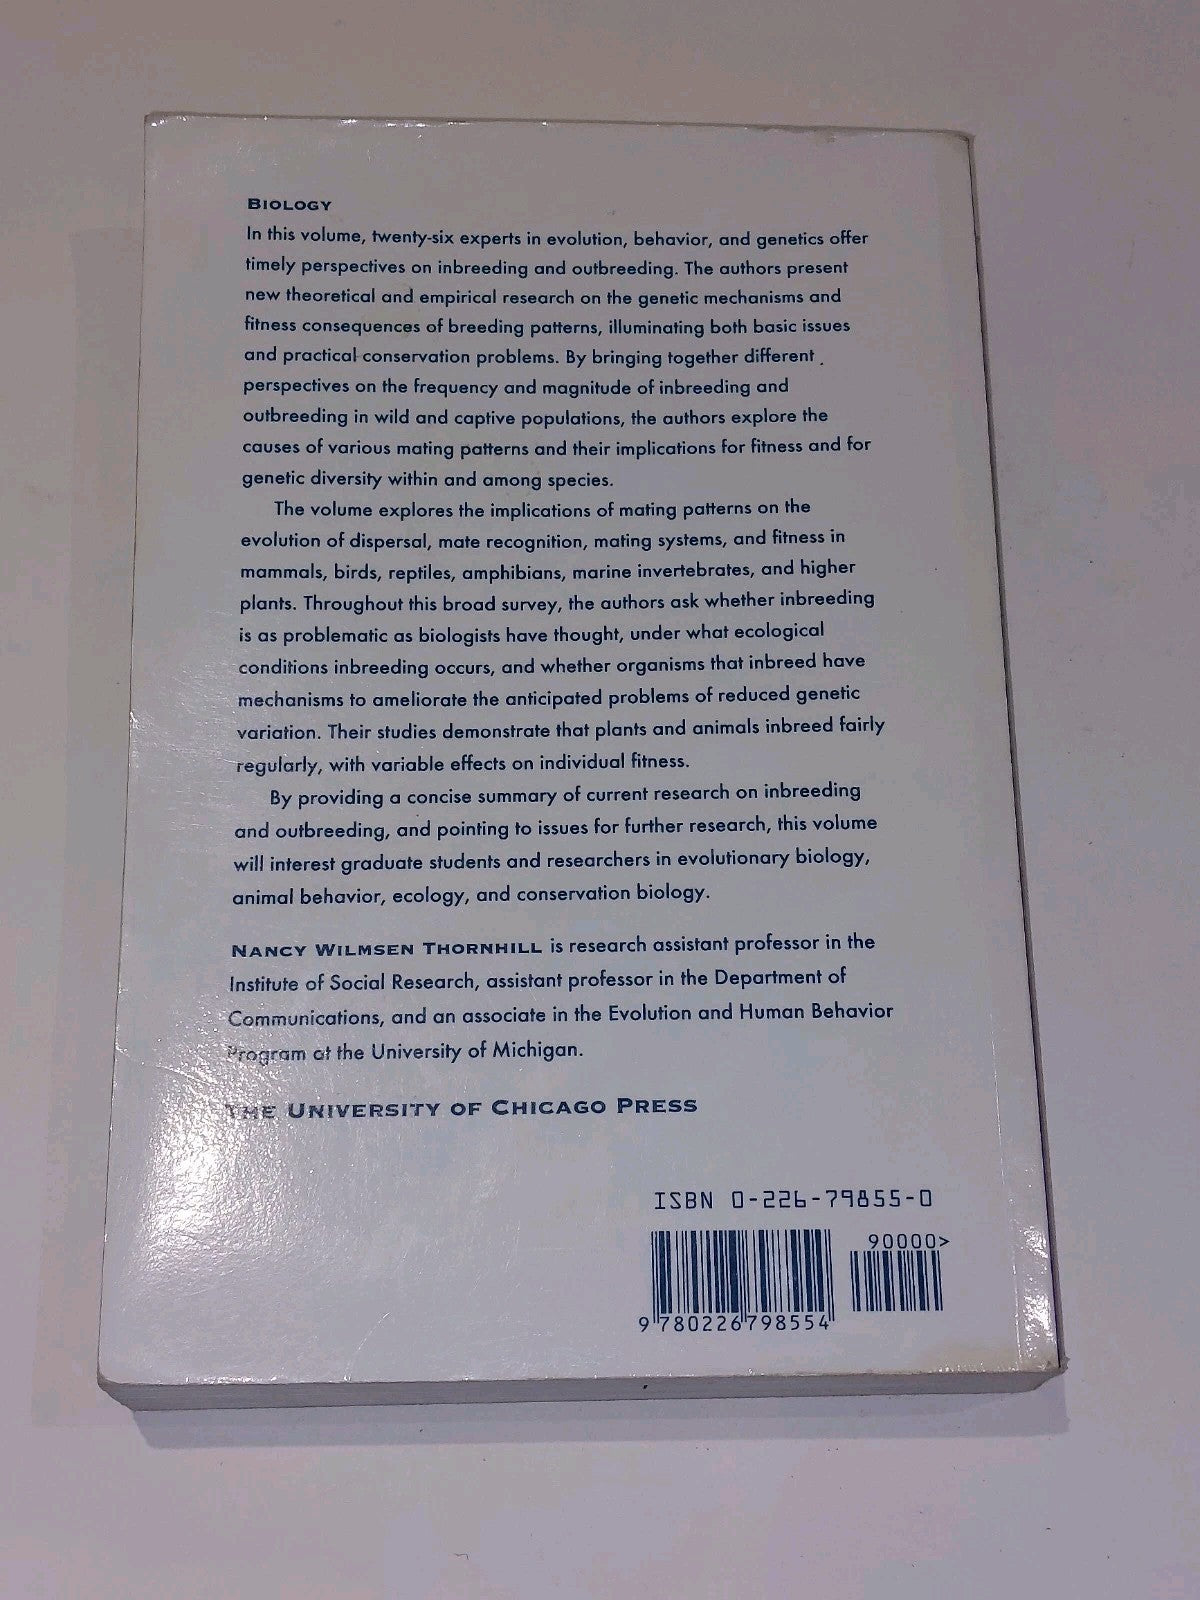 BIOLOGY
In this volume, twenty-six experts in evolution, behavior, and genetics offer
timely perspectives on inbreeding and outbreeding. The authors present
new theoretical and empirical research on the genetic mechanisms and
fitness consequences of breeding patterns, illuminating both basic issues
and practical conservation problems. By bringing together different
perspectives on the frequency and magnitude of inbreeding and
outbreeding in wild and captive populations, the authors explore the
causes of various mating patterns and their implications for fitness and for
genetic diversity within and among species.
The volume explores the implications of mating patterns on the
evolution of dispersal, mate recognition, mating systems, and fitness in
mammals, birds, reptiles, amphibians, marine invertebrates, and higher
plants. Throughout this broad survey, the authors ask whether inbreeding
is as problematic as biologists have thought, under what ecological
conditions inbreeding occurs, and whether organisms that inbreed have
mechanisms to ameliorate the anticipated problems of reduced genetic
variation. Their studies demonstrate that plants and animals inbreed fairly
regularly, with variable effects on individual fitness.
By providing a concise summary of current research on inbreeding
and outbreeding, and pointing to issues for further research, this volume
will interest graduate students and researchers in evolutionary biology,
animal behavior, ecology, and conservation biology.
NANCY WILMSEN THORNHILL is research assistant professor in the
Institute of Social Research, assistant professor in the Department of
Communications, and an associate in the Evolution and Human Behavior
Program at the University of Michigan.
THE UNIVERSITY OF CHICAGO PRESS
ISBN 0-226-79855-0
90000>
9 780226 798554